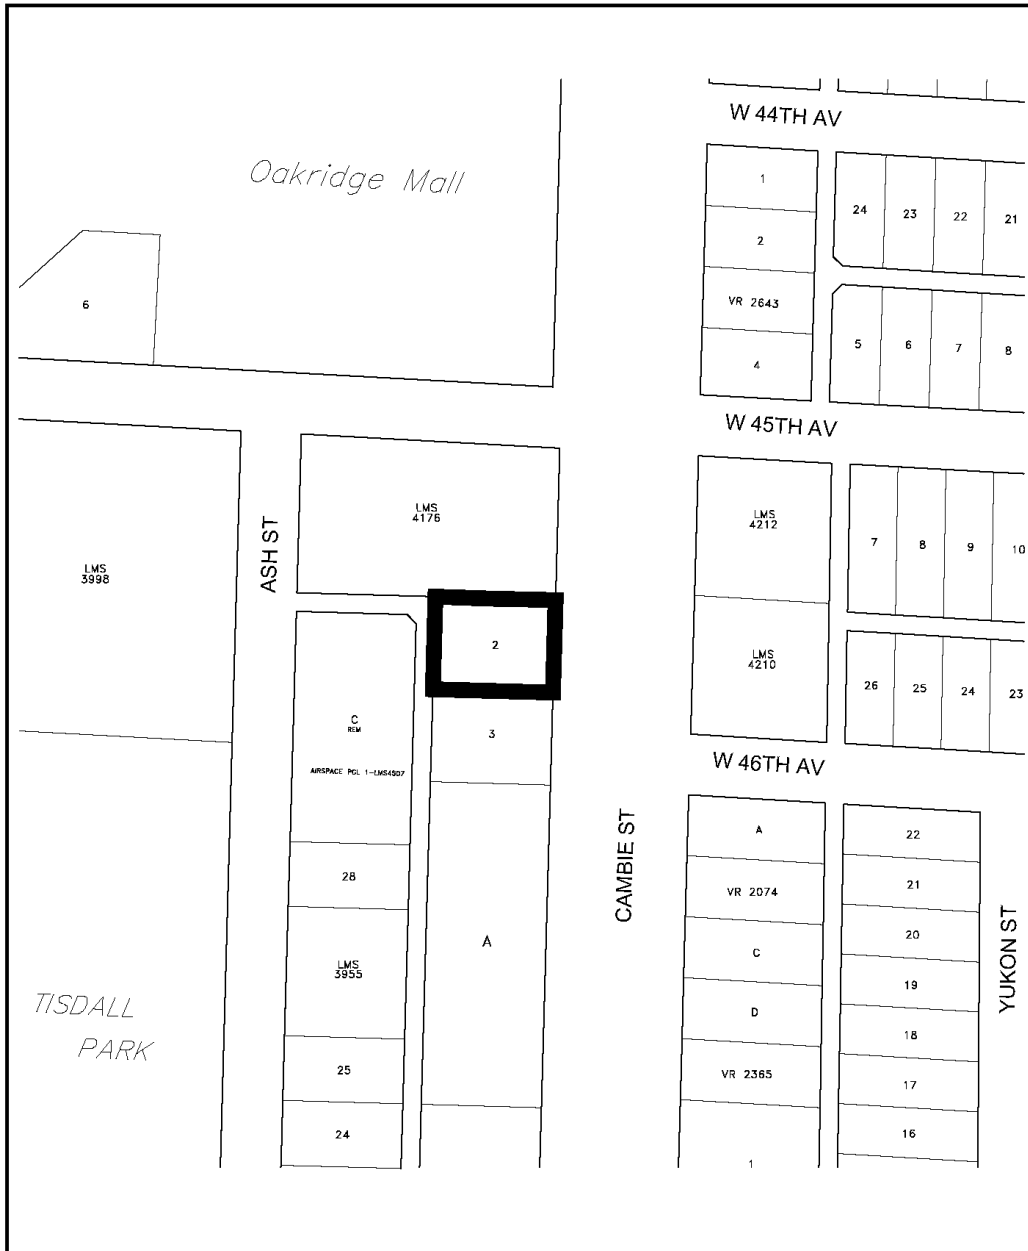 W 44TH AV
Oakridge Mall
1
24
23
22
21
2
6
VR 2643
5
6
7
8
4
W 45TH AV
LMS
4176
LMS
4212
7
8
9
10
ASH ST
LMS
3998
2
LMS
4210
26
25
24
23
C
REM
3
AIRSPACE PCL 1-LMS4507
W 46TH AV
CAMBIE ST
A
22
28
VR 2074
21
A
C
20
YUKON ST
LMS
3955
19
TISDALL
PARK
D
18
25
VR 2365
17
24
16
1